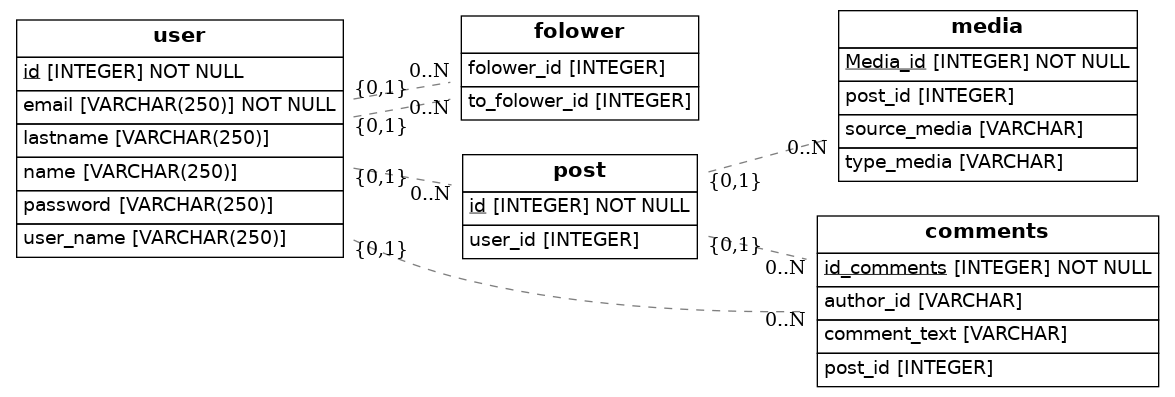 user
id [INTEGER] NOT NULL
email [VARCHAR(250)] NOT NULL
lastname [VARCHAR(250)]
name [VARCHAR(250)]
password [VARCHAR(250)]
user_name [VARCHAR(250)]
folower
folower_id [INTEGER]
to_folower_id [INTEGER]
0..N
{0,1}
0..N
{0,1}
post
id [INTEGER] NOT NULL
user_id [INTEGER]
{0,1}
0..N
media
Media_id [INTEGER] NOT NULL
post_id [INTEGER]
source_media [VARCHAR]
type_media [VARCHAR]
0..N
{0,1}
comments
id_comments [INTEGER] NOT NULL
author_id [VARCHAR]
comment_text [VARCHAR]
post_id [INTEGER]
{0,1}
0..N
{0,1}
0..N